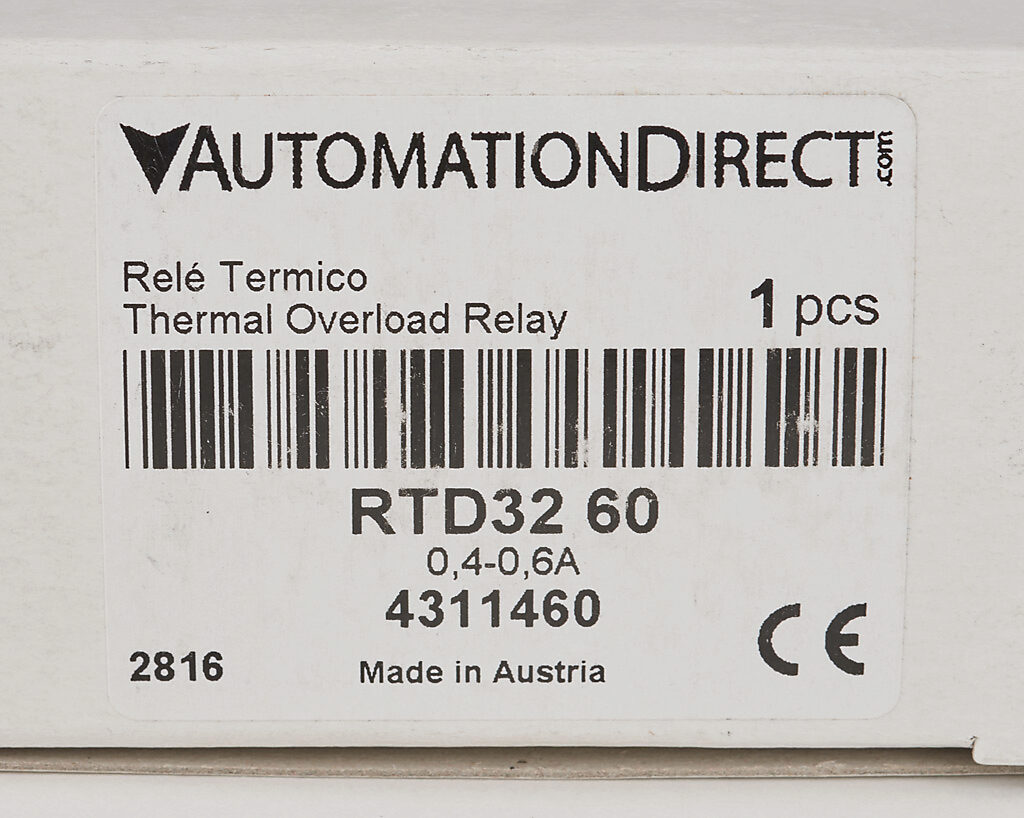 AUTOMATIONDIRECT.com
Relé Termico
Thermal Overload Relay
1 pcs
RTD32 60
0,4-0,6A
4311460
2816
Made in Austria
CE